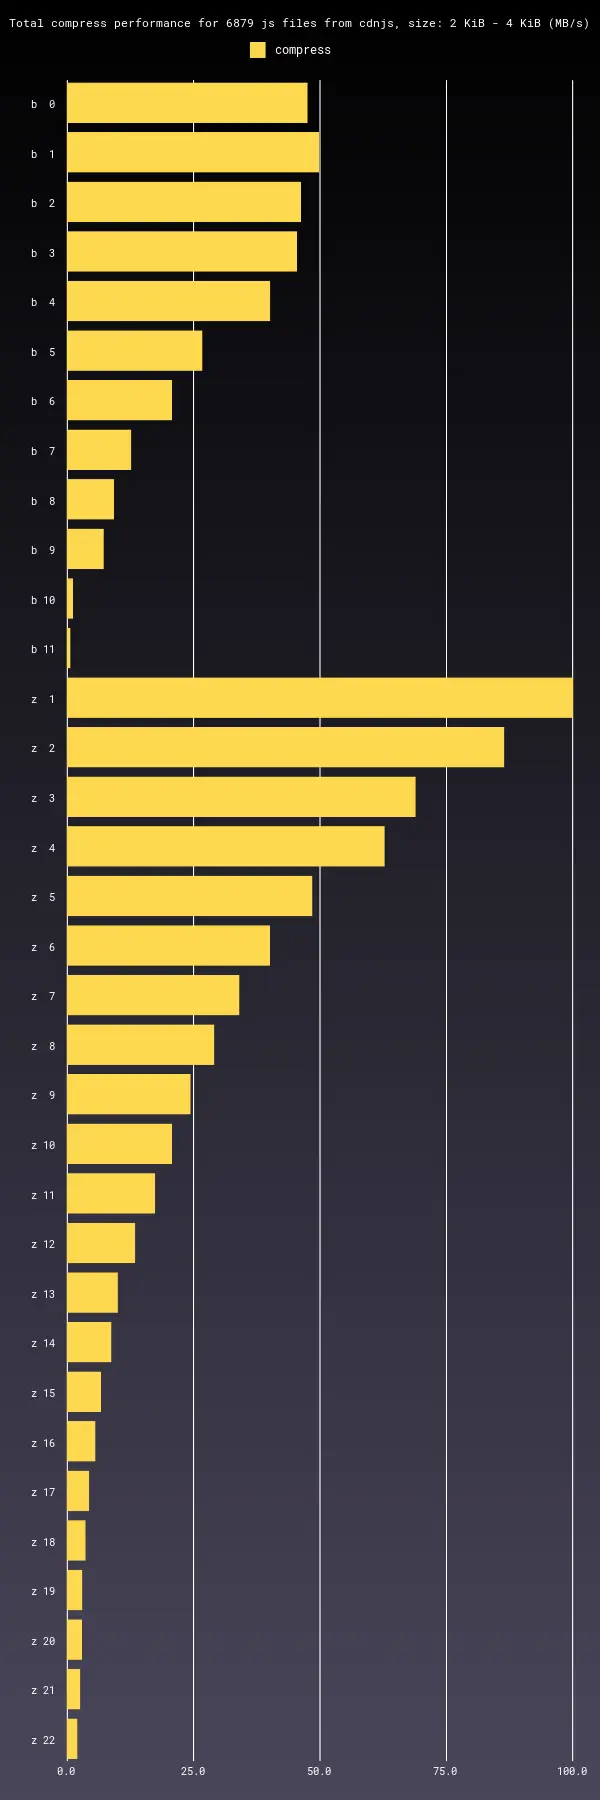 Total compress performance for 6879 js files from cdnjs, size: 2 KiB - 4 KiB (MB/s)
compress
b 0
b 1
b 2
b 3
b 4
b 5
b 6
b 7
b 8
b 9
b 10
b 11
z 1
z 2
z 3
z 4
z 5
z 6
z 7
z 8
z 9
z 10
z 11
z 12
z 13
z 14
z 15
z 16
z 17
z 18
z 19
z 20
z 21
z 22
0.0 25.0 50.0 75.0 100.0